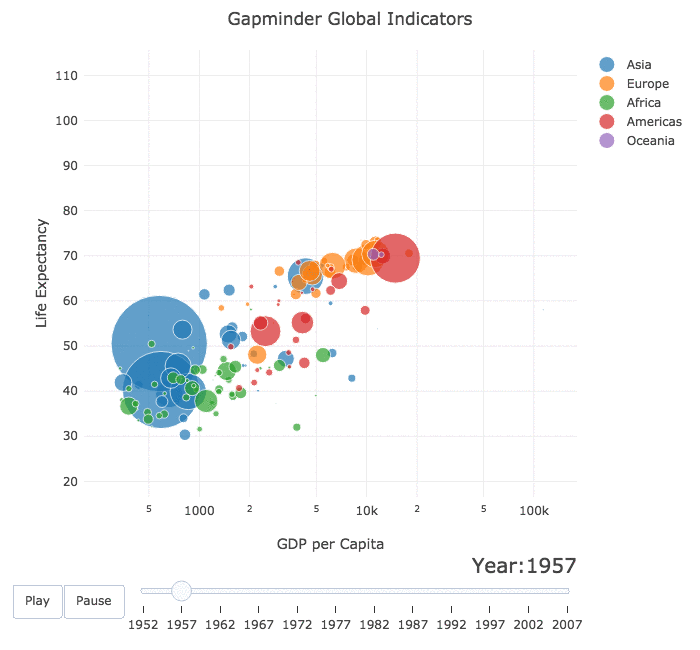 Gapminder Global Indicators
110
100
90
80
70
60
50
40
30
20
Life Expectancy
5 1000 2 5 10k 2 5 100k
GDP per Capita
Asia
Europe
Africa
Americas
Oceania
Year:1957
Play Pause
1952 1957 1962 1967 1972 1977 1982 1987 1992 1997 2002 2007